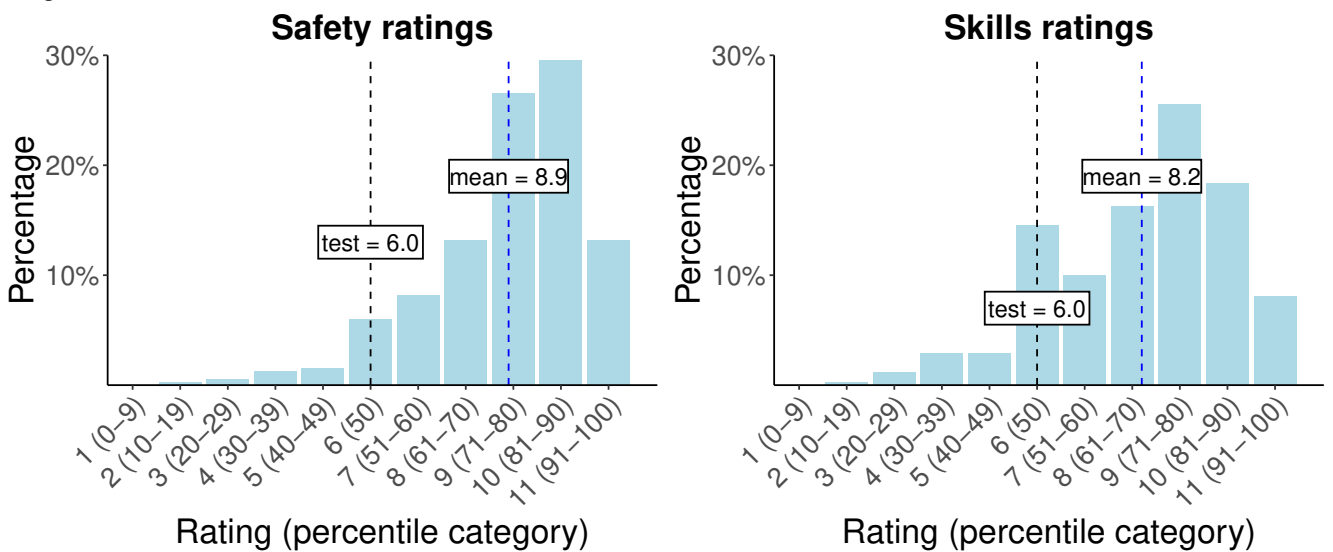 Safety ratings
30%
20%
10%
Percentage
mean = 8.9
test = 6.0
1 (0–9)
2 (10–19)
3 (20–29)
4 (30–39)
5 (40–49)
6 (50)
7 (51–60)
8 (61–70)
9 (71–80)
10 (81–90)
11 (91–100)
Rating (percentile category)
Skills ratings
30%
20%
10%
Percentage
mean = 8.2
test = 6.0
1 (0–9)
2 (10–19)
3 (20–29)
4 (30–39)
5 (40–49)
6 (50)
7 (51–60)
8 (61–70)
9 (71–80)
10 (81–90)
11 (91–100)
Rating (percentile category)